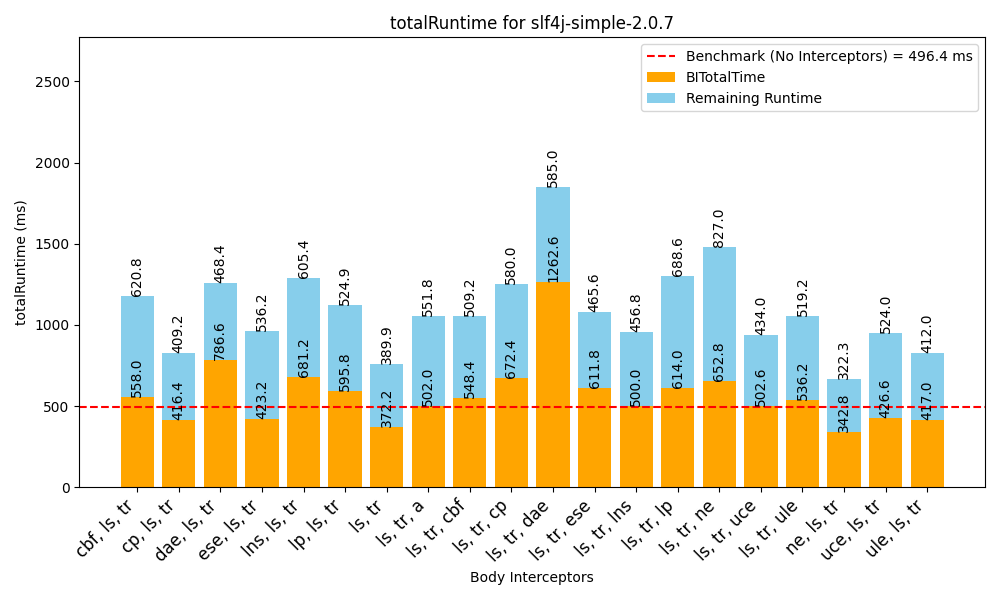 totalRuntime for slf4j-simple-2.0.7
Benchmark (No Interceptors) = 496.4 ms
BITotalTime
Remaining Runtime
totalRuntime (ms)
2500
2000
1500
1000
500
0
620.8
409.2
468.4
536.2
605.4
524.9
389.9
551.8
509.2
580.0
585.0
465.6
456.8
688.6
827.0
434.0
519.2
322.3
524.0
412.0
558.0
416.4
786.6
423.2
681.2
595.8
372.2
502.0
548.4
672.4
1262.6
611.8
500.0
614.0
652.8
502.6
536.2
342.8
426.6
417.0
cbf, ls, tr
cp, ls, tr
dae, ls, tr
ese, ls, tr
lns, ls, tr
lp, ls, tr
ls, tr
ls, tr, a
ls, tr, cbf
ls, tr, cp
ls, tr, dae
ls, tr, ese
ls, tr, lns
ls, tr, lp
ls, tr, ne
ls, tr, uce
ls, tr, ule
ne, ls, tr
uce, ls, tr
ule, ls, tr
Body Interceptors